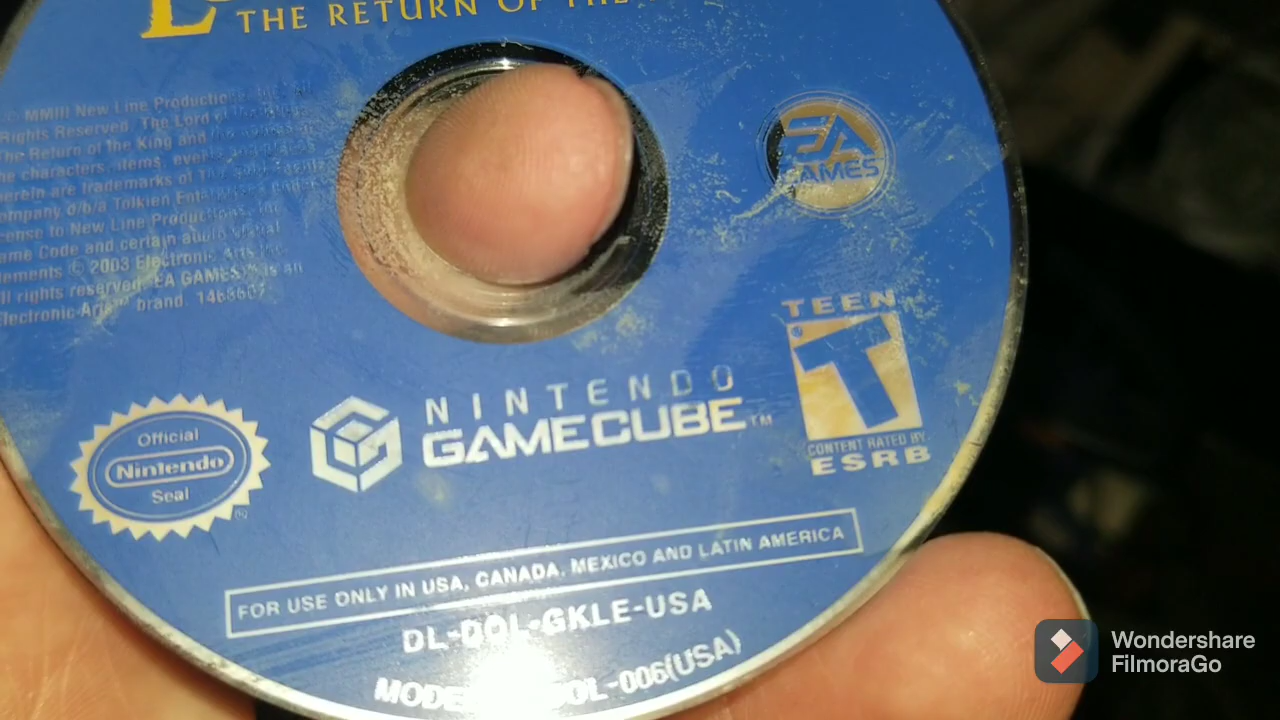 THE RETURN OF THE
MMIII New Line Productions
Rights Reserved. The Lord of
The Return of the King and
the characters, items, events
herein are trademarks of The
Company d/b/a Tolkien Enterprises
license to New Line Productions, Inc.
Game Code and certain audio visual
elements © 2003 Electronic Arts Inc.
All rights reserved. EA GAMES™ is an
Electronic Arts™ brand.
EA
GAMES
TEEN
T
CONTENT RATED BY
ESRB
NINTENDO
GAMECUBE™
Official
Nintendo
Seal
FOR USE ONLY IN USA, CANADA, MEXICO AND LATIN AMERICA
DL-DOL-GKLE-USA
DOL-006(USA)
Wondershare
FilmoraGo